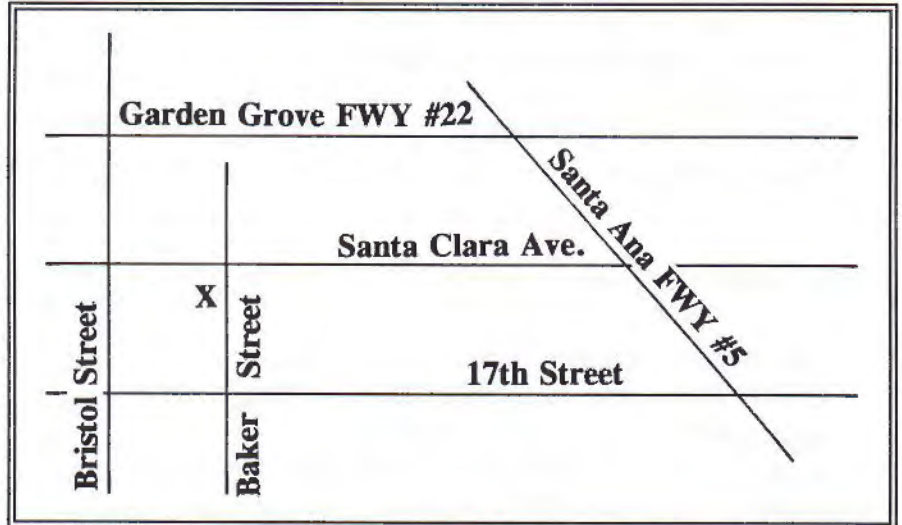 Garden Grove FWY #22
Santa Ana FWY #5
Santa Clara Ave.
X
Bristol Street
Baker Street
17th Street